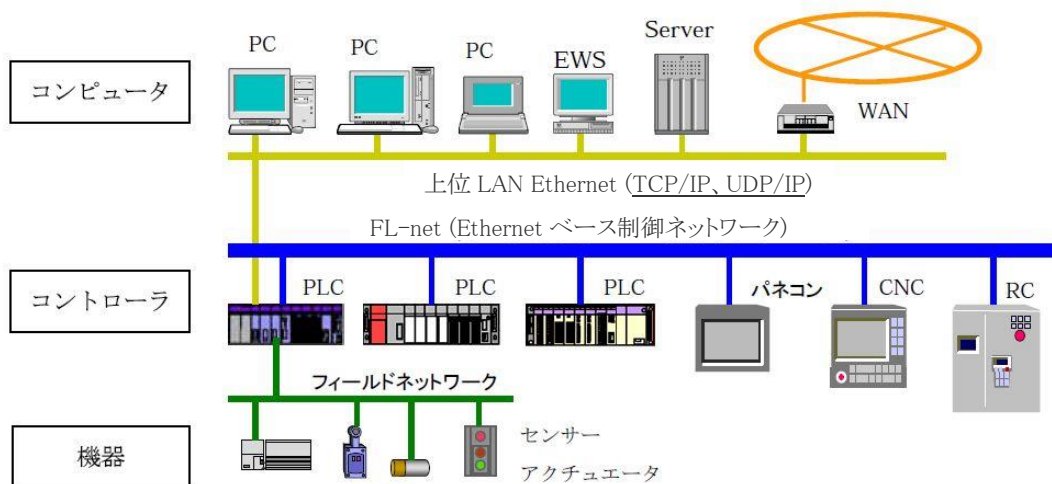 コンピュータ
PC
PC
PC
EWS
Server
WAN
上位 LAN Ethernet (TCP/IP、UDP/IP)
FL-net (Ethernet ベース制御ネットワーク)
コントローラ
PLC
PLC
PLC
パネコン
CNC
RC
フィールドネットワーク
機器
センサー
アクチュエータ